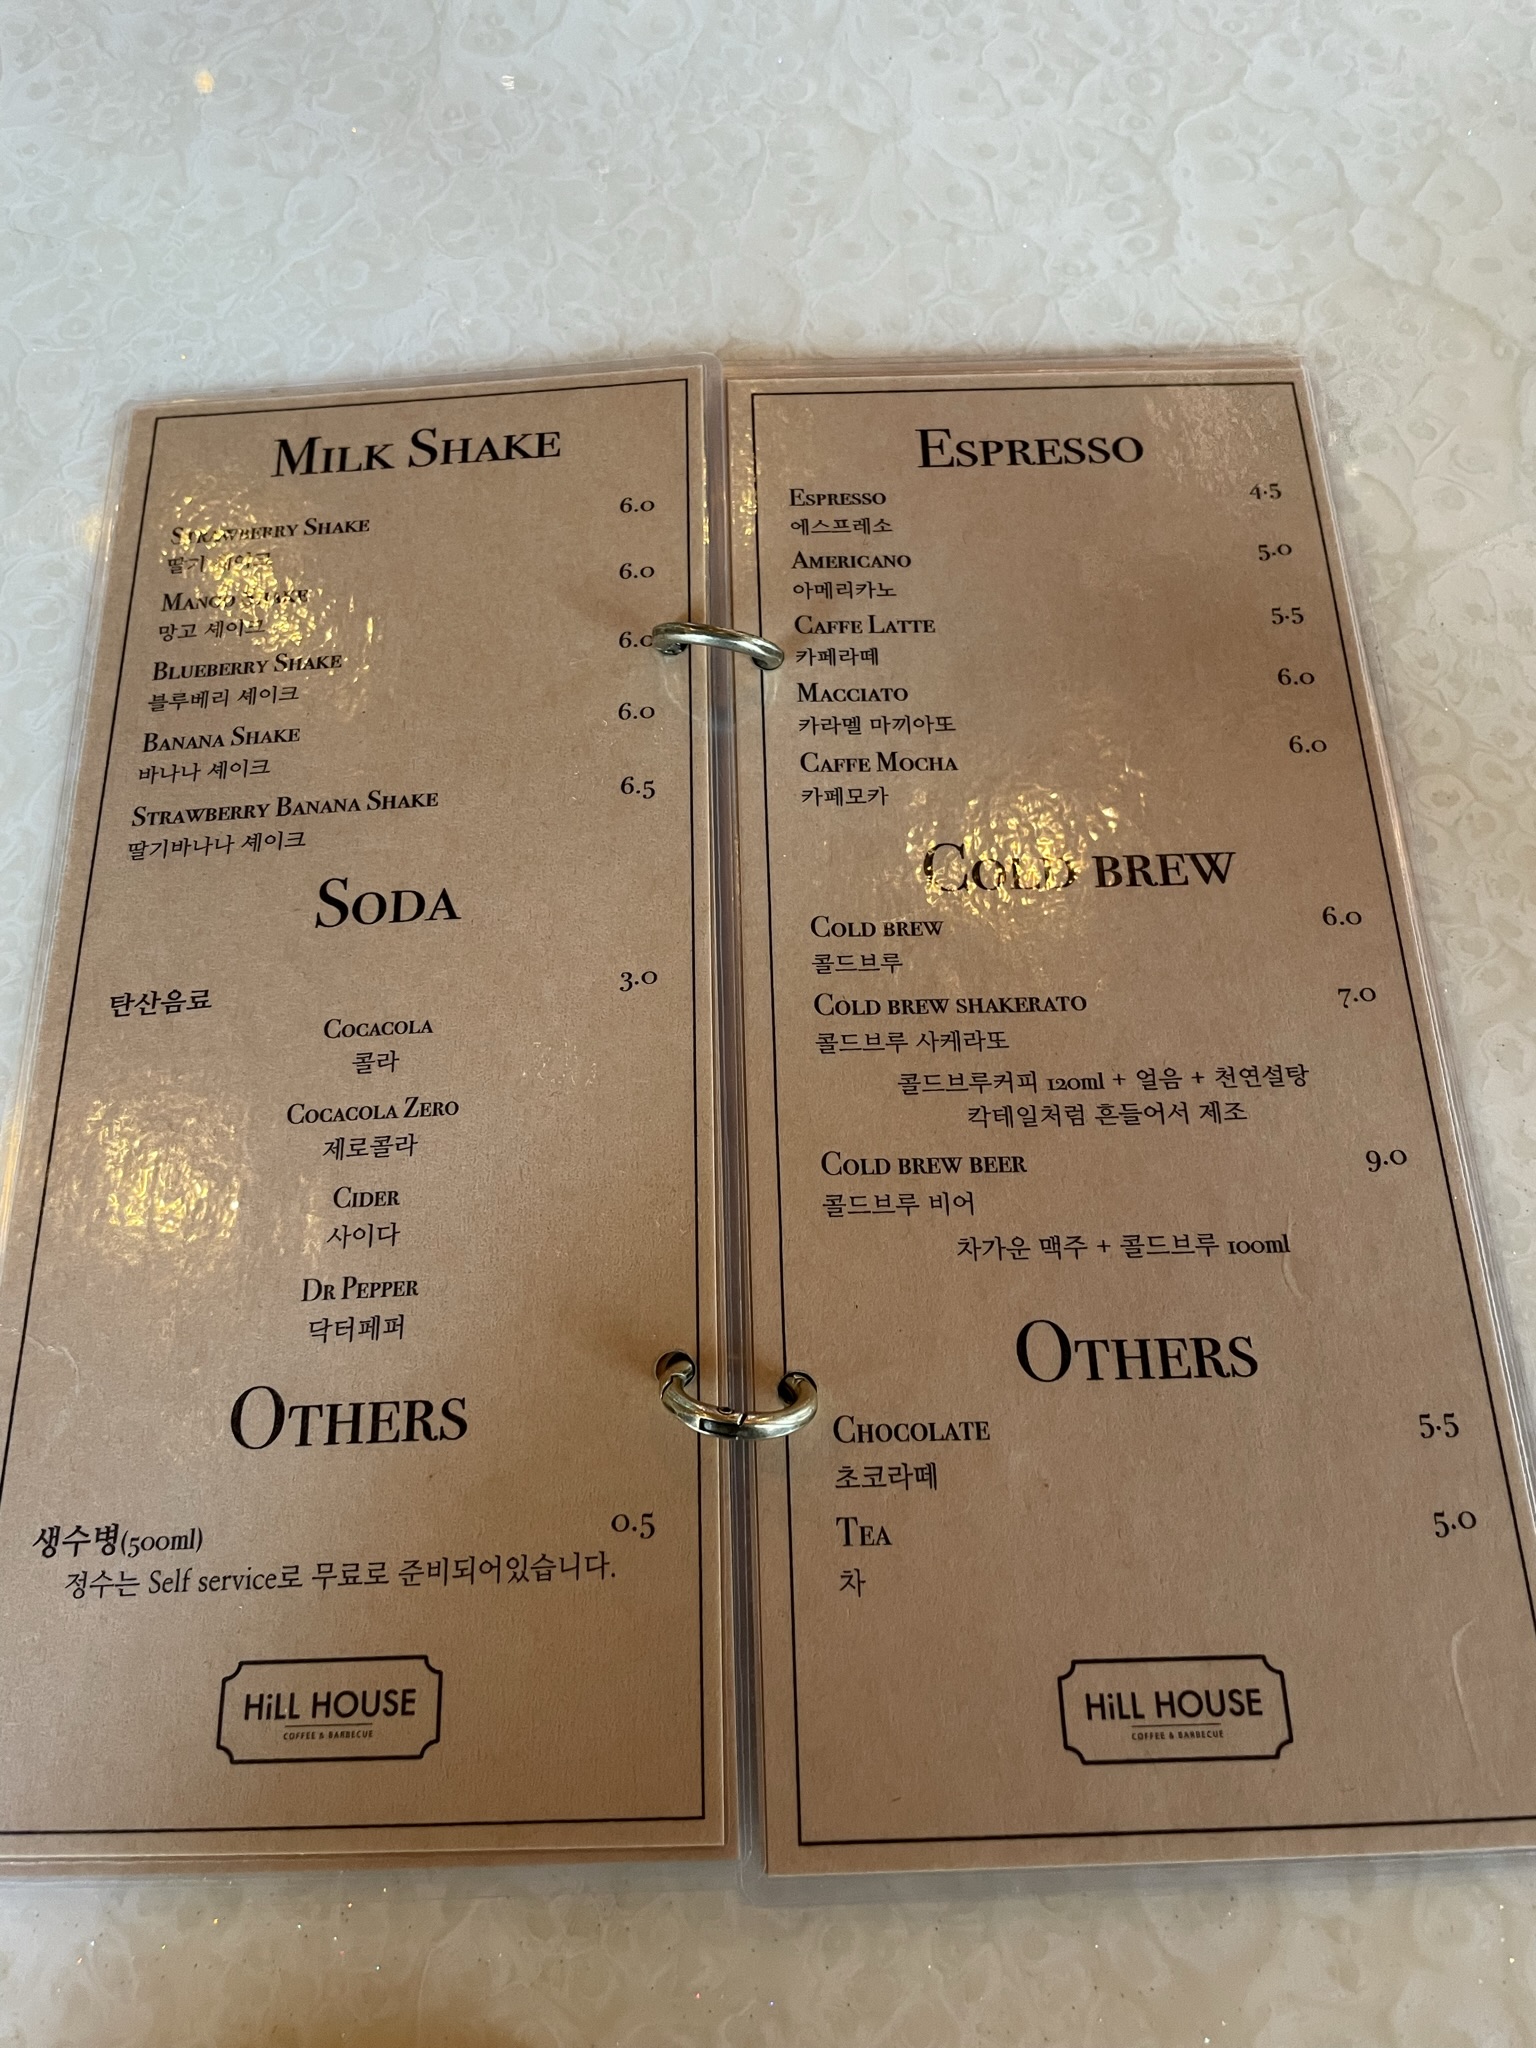 MILK SHAKE
STRAWBERRY SHAKE 6.0
딸기 셰이크
MANGO SHAKE 6.0
망고 셰이크
BLUEBERRY SHAKE 6.0
블루베리 셰이크
BANANA SHAKE 6.0
바나나 셰이크
STRAWBERRY BANANA SHAKE 6.5
딸기바나나 셰이크
SODA
탄산음료 3.0
COCACOLA
콜라
COCACOLA ZERO
제로콜라
CIDER
사이다
DR PEPPER
닥터페퍼
OTHERS
생수병(500ml) 0.5
정수는 Self service로 무료로 준비되어있습니다.
HiLL HOUSE
COFFEE & BARBECUE
ESPRESSO
ESPRESSO 4.5
에스프레소
AMERICANO 5.0
아메리카노
CAFFE LATTE 5.5
카페라떼
MACCIATO 6.0
카라멜 마끼아또
CAFFE MOCHA 6.0
카페모카
COLD BREW
COLD BREW 6.0
콜드브루
COLD BREW SHAKERATO 7.0
콜드브루 사케라또
콜드브루커피 120ml + 얼음 + 천연설탕
칵테일처럼 흔들어서 제조
COLD BREW BEER 9.0
콜드브루 비어
차가운 맥주 + 콜드브루 100ml
OTHERS
CHOCOLATE 5.5
초코라떼
TEA 5.0
차
HiLL HOUSE
COFFEE & BARBECUE